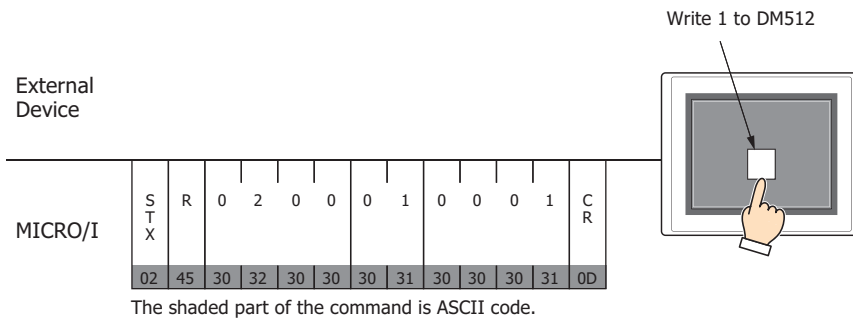 Write 1 to DM512
External
Device
MICRO/I
STX R 0 2 0 0 0 1 0 0 0 1 CR
02 45 30 32 30 30 30 31 30 30 30 31 0D
The shaded part of the command is ASCII code.